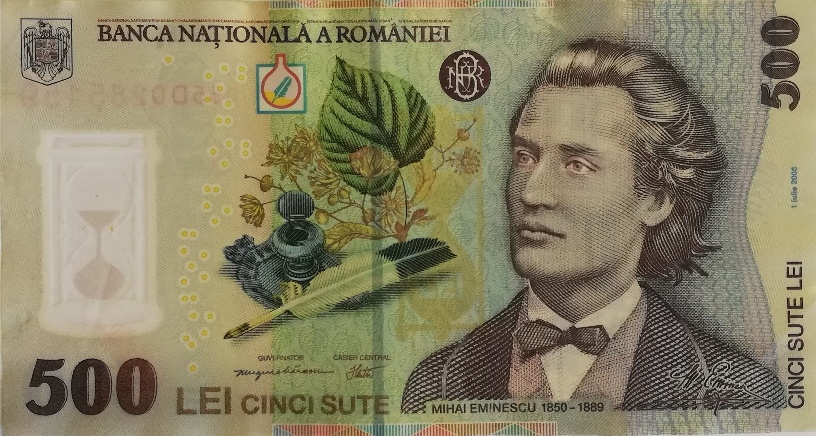 BANCA NAȚIONALĂ A ROMÂNIEI
500
1 iulie 2005
GUVERNATOR CASIER CENTRAL
500 LEI CINCI SUTE
MIHAI EMINESCU 1850 - 1889
CINCI SUTE LEI